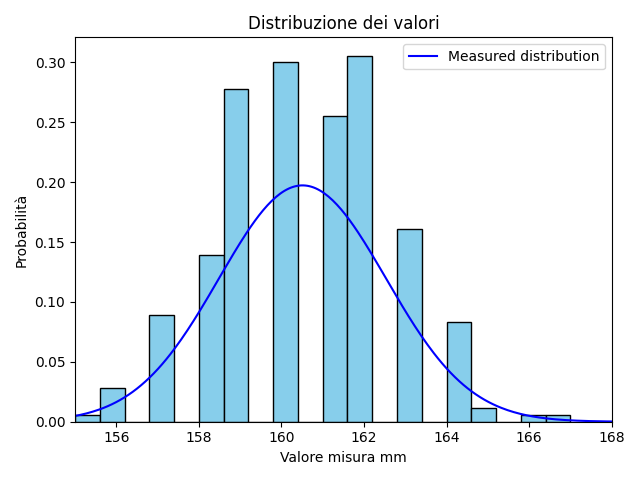 Distribuzione dei valori
Measured distribution
0.30
0.25
0.20
0.15
0.10
0.05
0.00
Probabilità
156 158 160 162 164 166 168
Valore misura mm